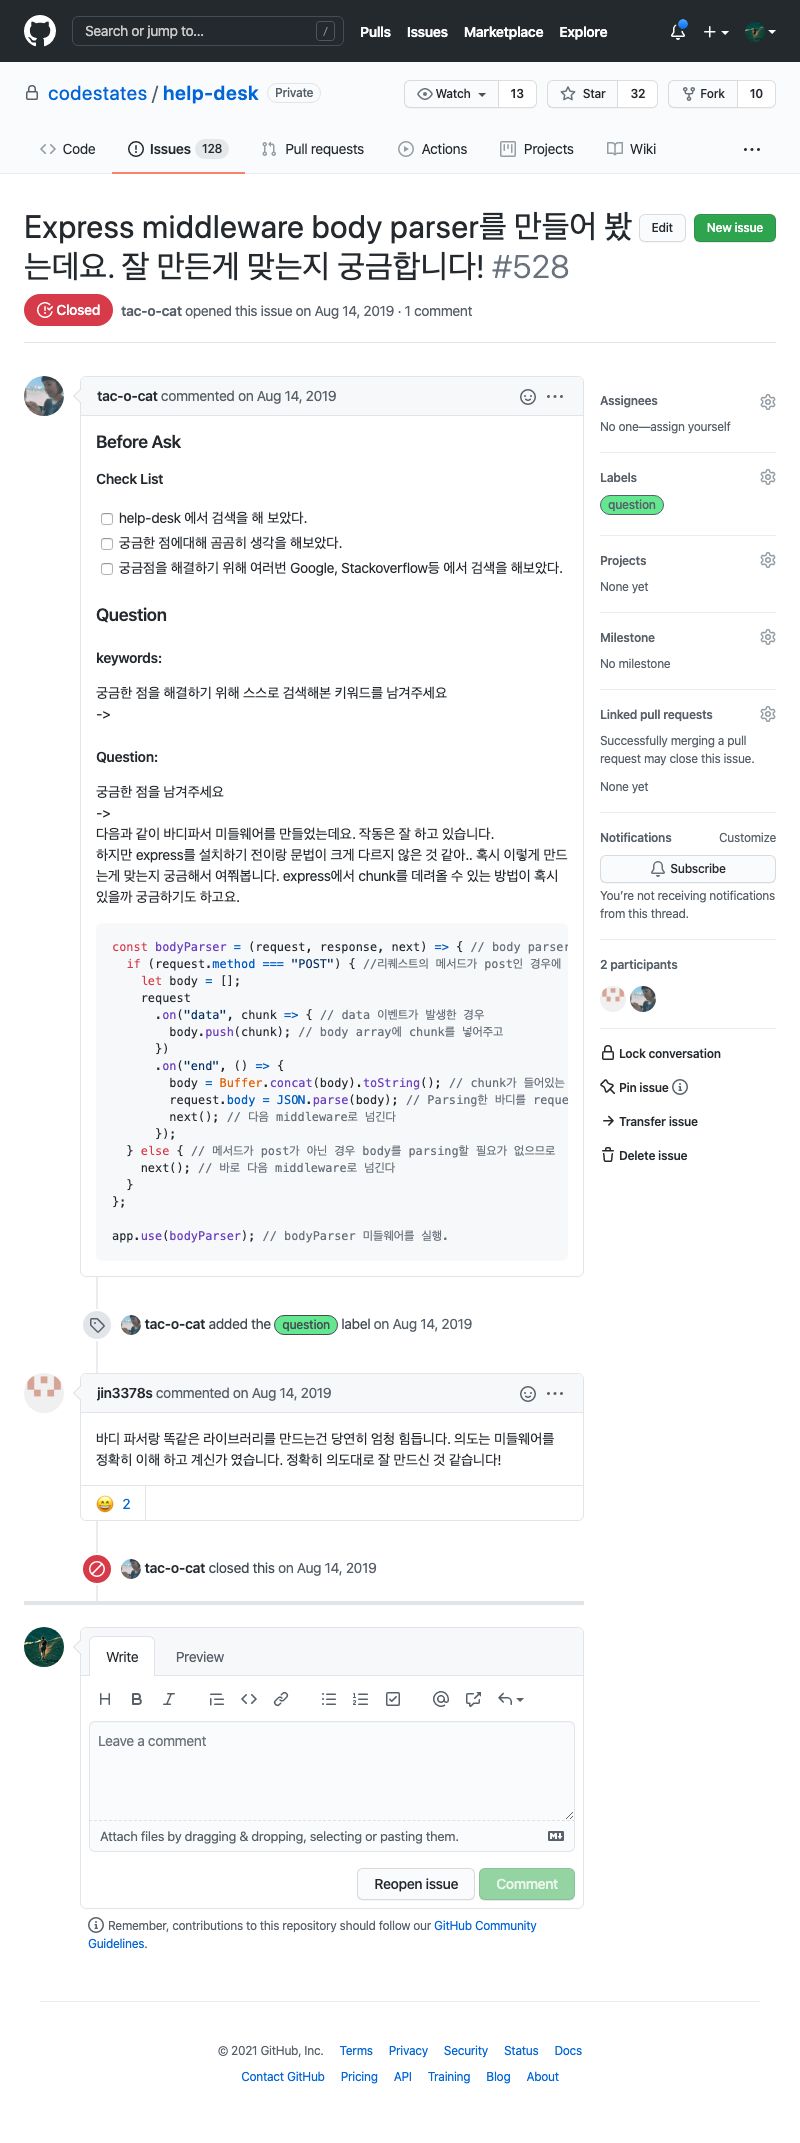 Search or jump to... / Pulls Issues Marketplace Explore
codestates / help-desk Private Watch 13 Star 32 Fork 10
Code Issues 128 Pull requests Actions Projects Wiki ...
Express middleware body parser를 만들어 봤 Edit New issue
는데요. 잘 만든게 맞는지 궁금합니다! #528
Closed tac-o-cat opened this issue on Aug 14, 2019 · 1 comment
tac-o-cat commented on Aug 14, 2019
Before Ask
Check List
help-desk 에서 검색을 해 보았다.
궁금한 점에대해 곰곰히 생각을 해보았다.
궁금점을 해결하기 위해 여러번 Google, Stackoverflow등 에서 검색을 해보았다.
Question
keywords:
궁금한 점을 해결하기 위해 스스로 검색해본 키워드를 남겨주세요
->
Question:
궁금한 점을 남겨주세요
->
다음과 같이 바디파서 미들웨어를 만들었는데요. 작동은 잘 하고 있습니다.
하지만 express를 설치하기 전이랑 문법이 크게 다르지 않은 것 같아.. 혹시 이렇게 만드
는게 맞는지 궁금해서 여쭤봅니다. express에서 chunk를 데려올 수 있는 방법이 혹시
있을까 궁금하기도 하고요.
const bodyParser = (request, response, next) => { // body parser
if (request.method === "POST") { //리퀘스트의 메서드가 post인 경우에
let body = [];
request
.on("data", chunk => { // data 이벤트가 발생한 경우
body.push(chunk); // body array에 chunk를 넣어주고
})
.on("end", () => {
body = Buffer.concat(body).toString(); // chunk가 들어있는
request.body = JSON.parse(body); // Parsing한 바디를 reque
next(); // 다음 middleware로 넘긴다
});
} else { // 메서드가 post가 아닌 경우 body를 parsing할 필요가 없으므로
next(); // 바로 다음 middleware로 넘긴다
}
};
app.use(bodyParser); // bodyParser 미들웨어를 실행.
tac-o-cat added the question label on Aug 14, 2019
jin3378s commented on Aug 14, 2019
바디 파서랑 똑같은 라이브러리를 만드는건 당연히 엄청 힘듭니다. 의도는 미들웨어를
정확히 이해 하고 계신가 였습니다. 정확히 의도대로 잘 만드신 것 같습니다!
😄 2
tac-o-cat closed this on Aug 14, 2019
Write Preview
H B I
Leave a comment
Attach files by dragging & dropping, selecting or pasting them.
Reopen issue Comment
Remember, contributions to this repository should follow our GitHub Community
Guidelines.
Assignees
No one—assign yourself
Labels
question
Projects
None yet
Milestone
No milestone
Linked pull requests
Successfully merging a pull
request may close this issue.
None yet
Notifications Customize
Subscribe
You're not receiving notifications
from this thread.
2 participants
Lock conversation
Pin issue
Transfer issue
Delete issue
© 2021 GitHub, Inc. Terms Privacy Security Status Docs
Contact GitHub Pricing API Training Blog About